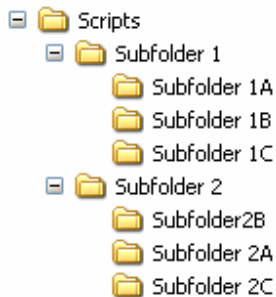 Scripts
Subfolder 1
Subfolder 1A
Subfolder 1B
Subfolder 1C
Subfolder 2
Subfolder2B
Subfolder 2A
Subfolder 2C